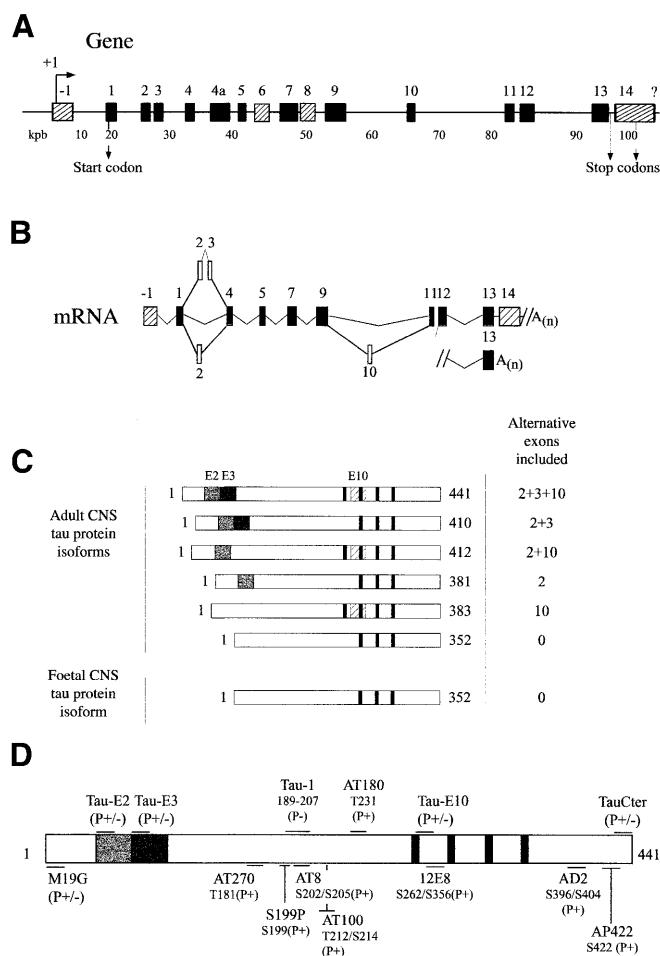 A
Gene
+1
-1 1 2 3 4 4a 5 6 7 8 9 10 11 12 13 14 ?
kpb 10 20 30 40 50 60 70 80 90 100
Start codon Stop codons
B
2 3
-1 1 4 5 7 9 11 12 13 14
mRNA
A(n)
13
A(n)
2 10
Alternative
exons
included
C
E2 E3 E10
1 441 2+3+10
Adult CNS
tau protein
isoforms
1 410 2+3
1 412 2+10
1 381 2
1 383 10
1 352 0
Foetal CNS
tau protein
isoform
1 352 0
D
Tau-E2
(P+/-)
Tau-E3
(P+/-)
Tau-1
189-207
(P-)
AT180
T231
(P+)
Tau-E10
(P+/-)
TauCter
(P+/-)
1 441
M19G
(P+/-)
AT270
T181(P+)
S199P
S199(P+)
AT8
S202/S205(P+)
AT100
T212/S214
(P+)
12E8
S262/S356(P+)
AD2
S396/S404
(P+)
AP422
S422 (P+)